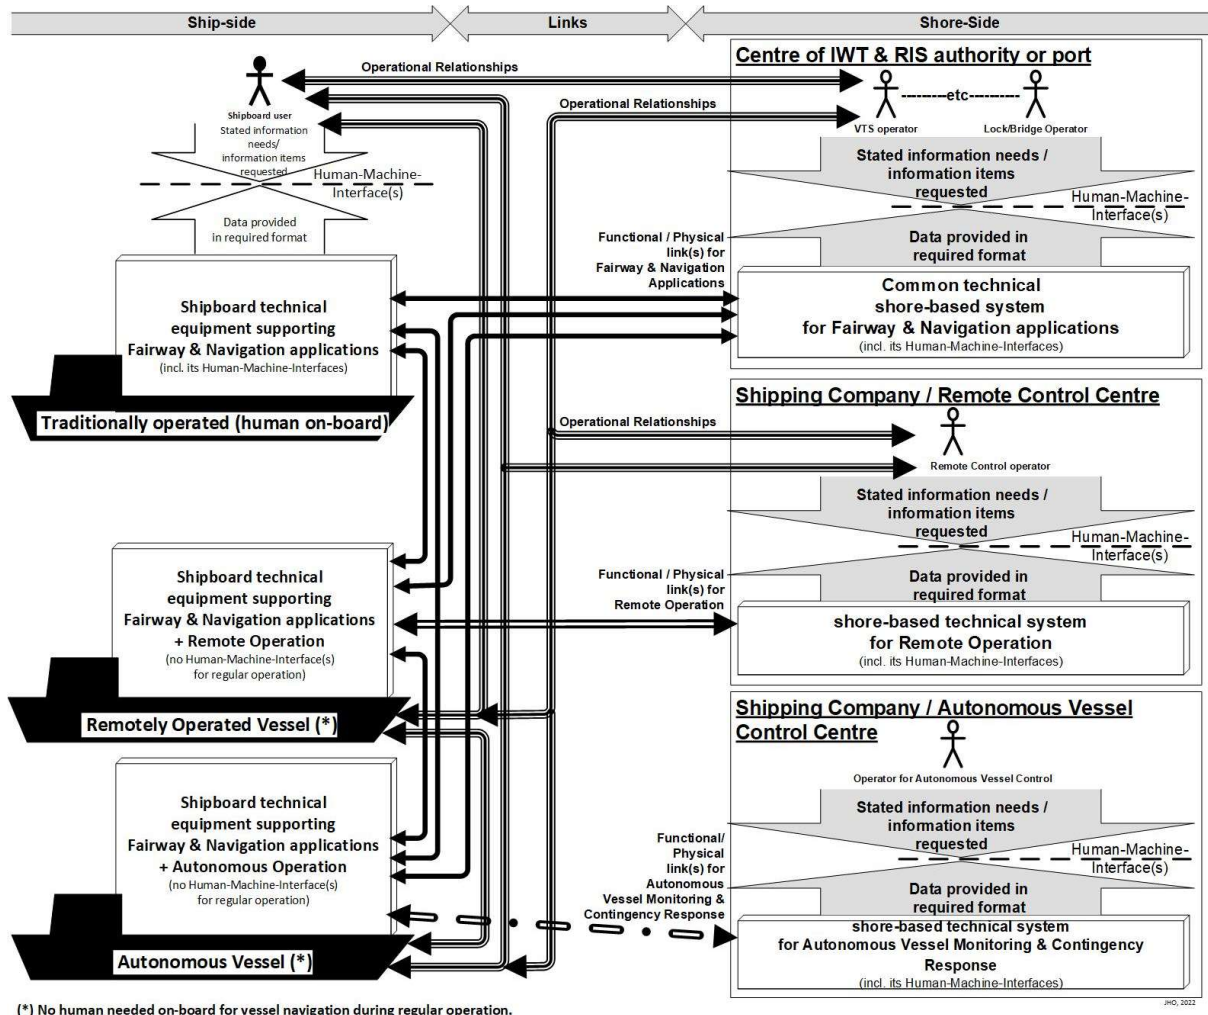 Ship-side
Links
Shore-Side
Operational Relationships
Shipboard user
Stated information
needs/
information items
requested
Human-Machine-
Interface(s)
Data provided
in required format
Shipboard technical
equipment supporting
Fairway & Navigation applications
(incl. its Human-Machine-Interfaces)
Traditionally operated (human on-board)
Operational Relationships
Functional / Physical
link(s) for
Fairway & Navigation
Applications
Centre of IWT & RIS authority or port
etc
VTS operator
Lock/Bridge Operator
Stated information needs /
information items
requested
Human-Machine-
Interface(s)
Data provided in
required format
Common technical
shore-based system
for Fairway & Navigation applications
(incl. its Human-Machine-Interfaces)
Shipboard technical
equipment supporting
Fairway & Navigation applications
+ Remote Operation
(no Human-Machine-Interface(s)
for regular operation)
Remotely Operated Vessel (*)
Operational Relationships
Functional / Physical
link(s) for
Remote Operation
Shipping Company / Remote Control Centre
Remote Control operator
Stated information needs /
information items
requested
Human-Machine-
Interface(s)
Data provided in
required format
shore-based technical system
for Remote Operation
(incl. its Human-Machine-Interfaces)
Shipboard technical
equipment supporting
Fairway & Navigation applications
+ Autonomous Operation
(no Human-Machine-Interface(s)
for regular operation)
Autonomous Vessel (*)
Functional/
Physical
link(s) for
Autonomous
Vessel Monitoring &
Contingency Response
Shipping Company / Autonomous Vessel
Control Centre
Operator for Autonomous Vessel Control
Stated information needs /
information items
requested
Human-Machine-
Interface(s)
Data provided in
required format
shore-based technical system
for Autonomous Vessel Monitoring & Contingency
Response
(incl. its Human-Machine-Interfaces)
JHO, 2022
(*) No human needed on-board for vessel navigation during regular operation.